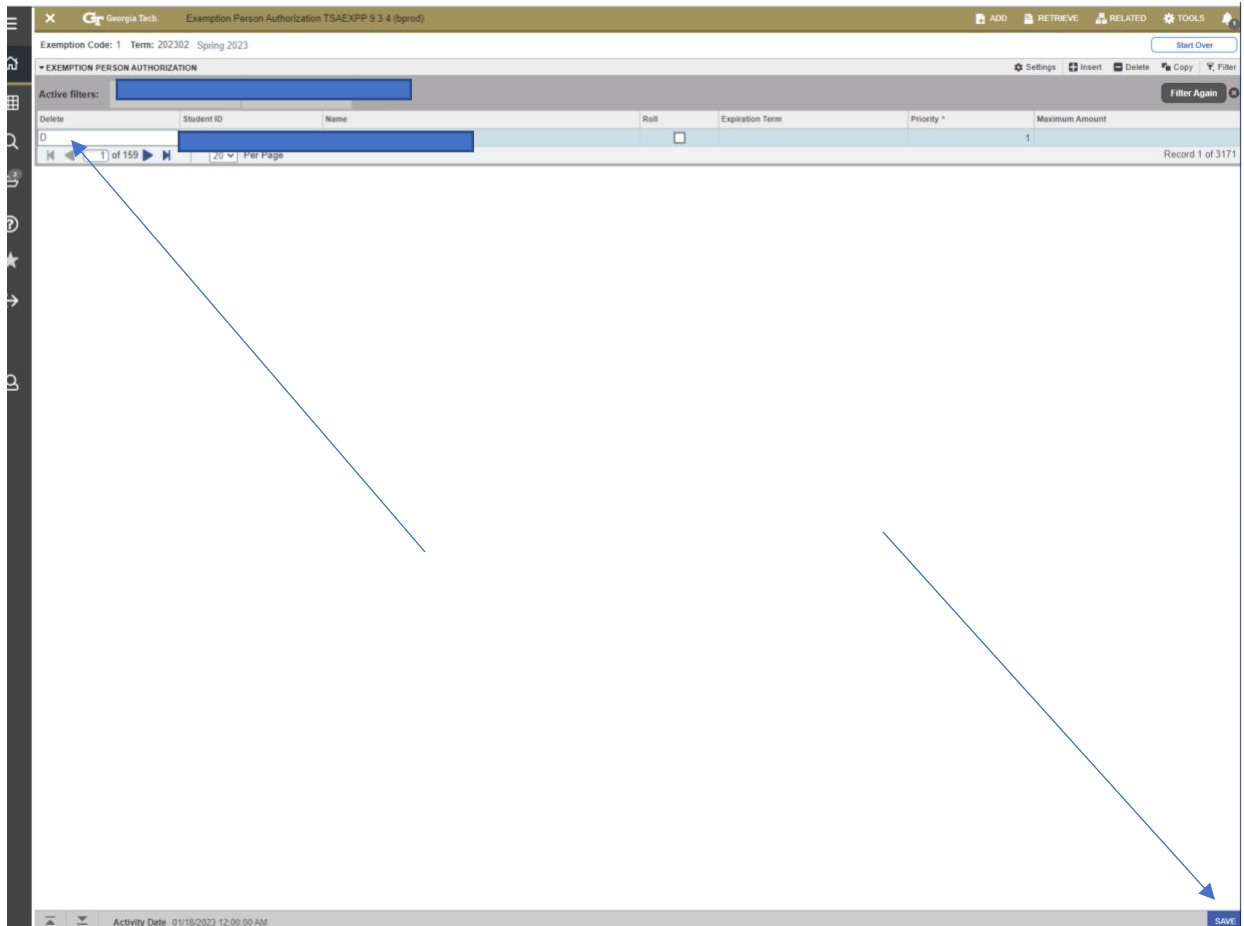 Georgia Tech Exemption Person Authorization TSAEXPP 9.3.4 (bprod) ADD RETRIEVE RELATED TOOLS 1
Exemption Code: 1 Term: 202302 Spring 2023 Start Over
EXEMPTION PERSON AUTHORIZATION Settings Insert Delete Copy Filter
Active filters: Filter Again
Delete Student ID Name Roll Expiration Term Priority * Maximum Amount
D 1
1 of 159 20 Per Page Record 1 of 3171
Activity Date 01/18/2023 12:00:00 AM SAVE